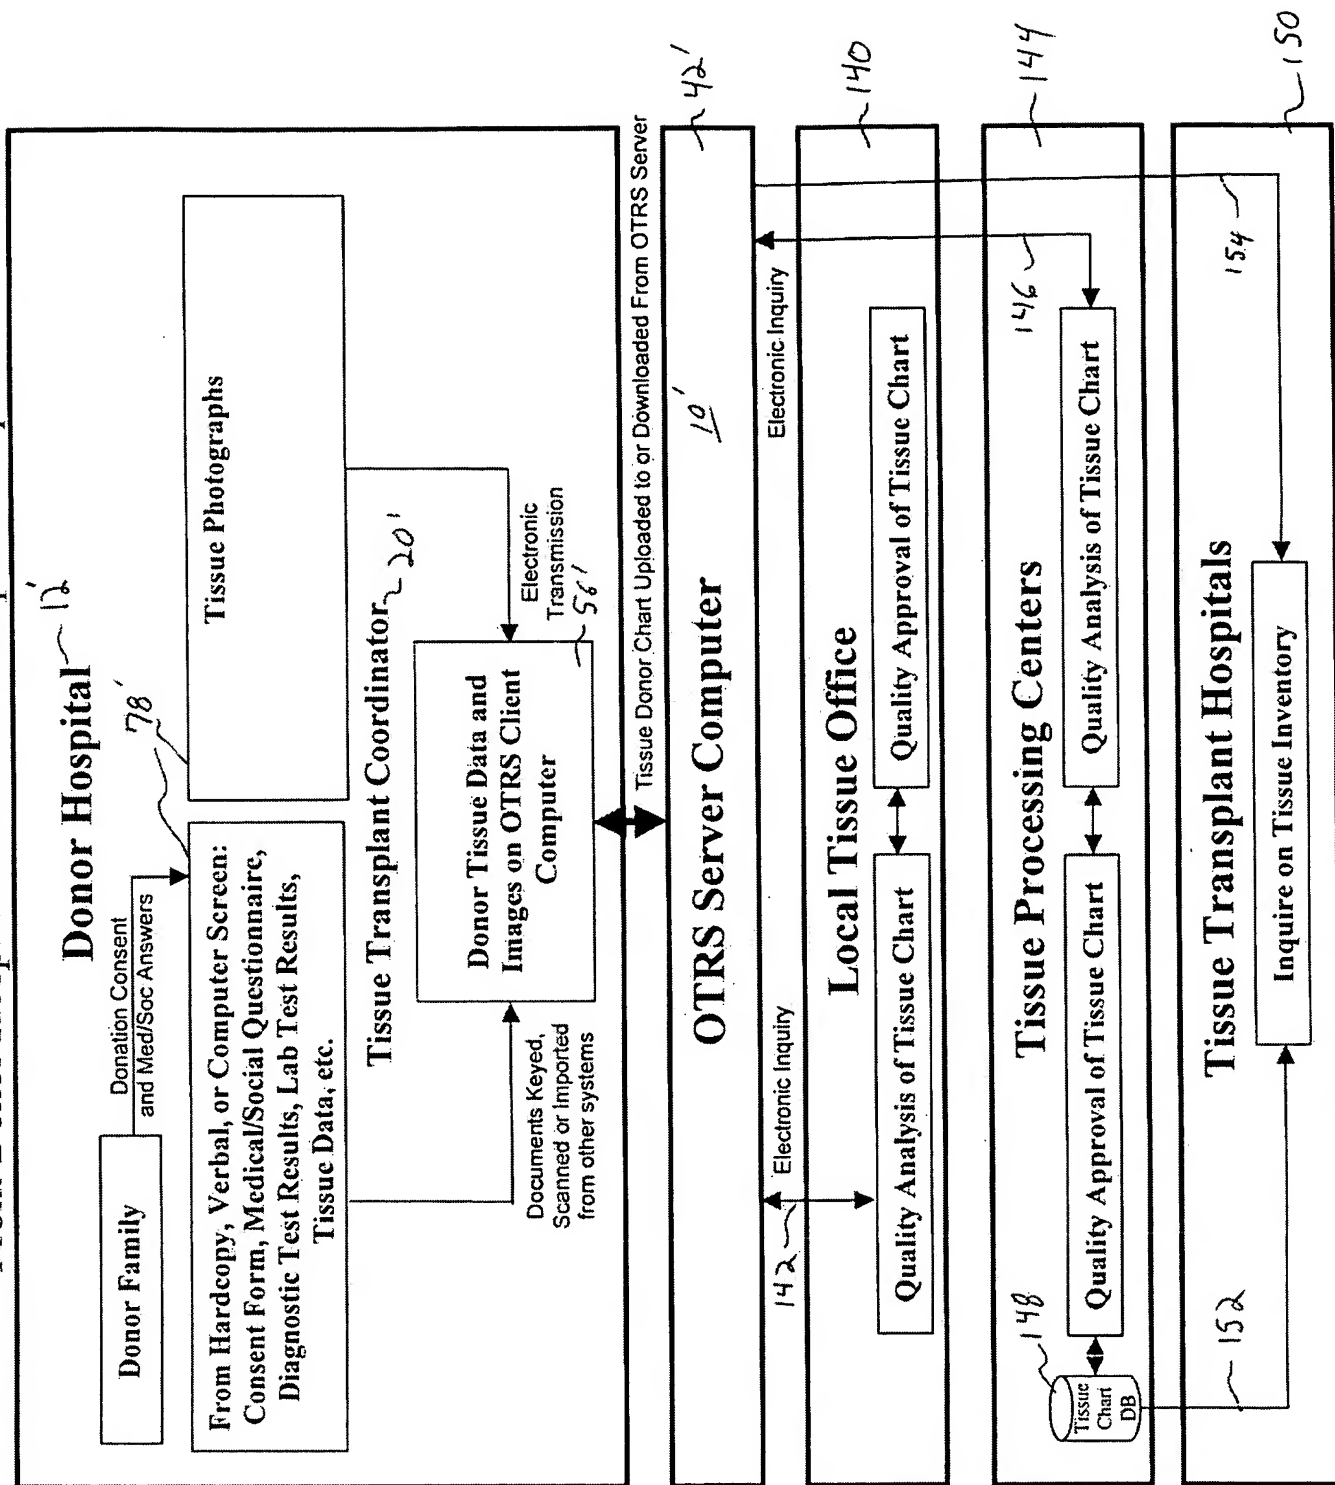 Donor Hospital
12'
Donor Family
Donation Consent
and Med/Soc Answers
78'
From Hardcopy, Verbal, or Computer Screen:
Consent Form, Medical/Social Questionnaire,
Diagnostic Test Results, Lab Test Results,
Tissue Data, etc.
Tissue Photographs
Tissue Transplant Coordinator
20'
Documents Keyed,
Scanned or Imported
from other systems
Donor Tissue Data and
Images on OTRS Client
Computer
Electronic
Transmission
56'
Tissue Donor Chart Uploaded to or Downloaded From OTRS Server
OTRS Server Computer
10'
42'
142
Electronic Inquiry
Electronic Inquiry
Local Tissue Office
140
Quality Analysis of Tissue Chart
Quality Approval of Tissue Chart
Tissue Processing Centers
146
144
148
Tissue
Chart
DB
Quality Approval of Tissue Chart
Quality Analysis of Tissue Chart
Tissue Transplant Hospitals
152
154
150
Inquire on Tissue Inventory